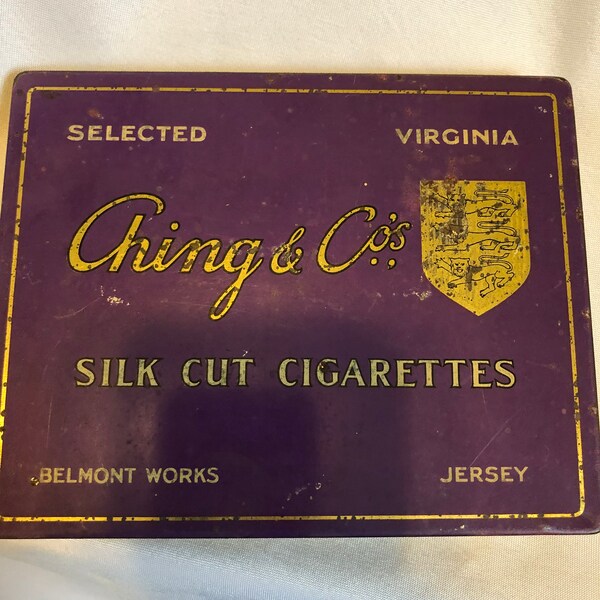 SELECTED VIRGINIA
Ching & Co's.,
SILK CUT CIGARETTES
BELMONT WORKS JERSEY